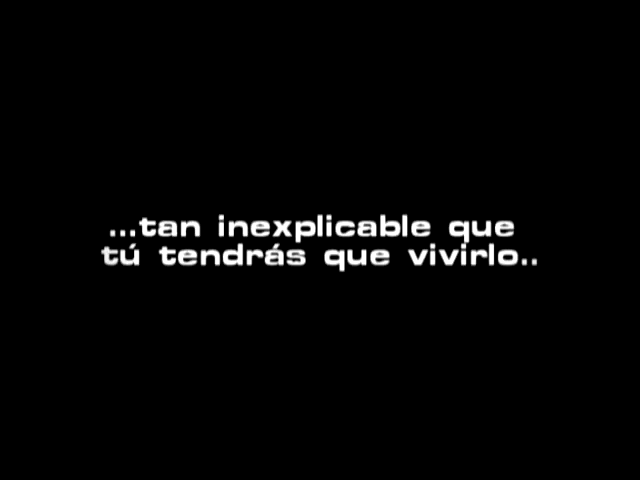 ...tan inexplicable que
tú tendrás que vivirlo..